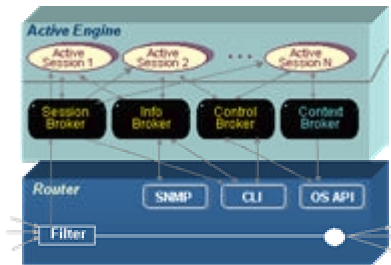 Active Engine
Active Session 1
Active Session 2
...
Active Session N
Session Broker
Info Broker
Control Broker
Context Broker
Router
SNMP
CLI
OS API
Filter